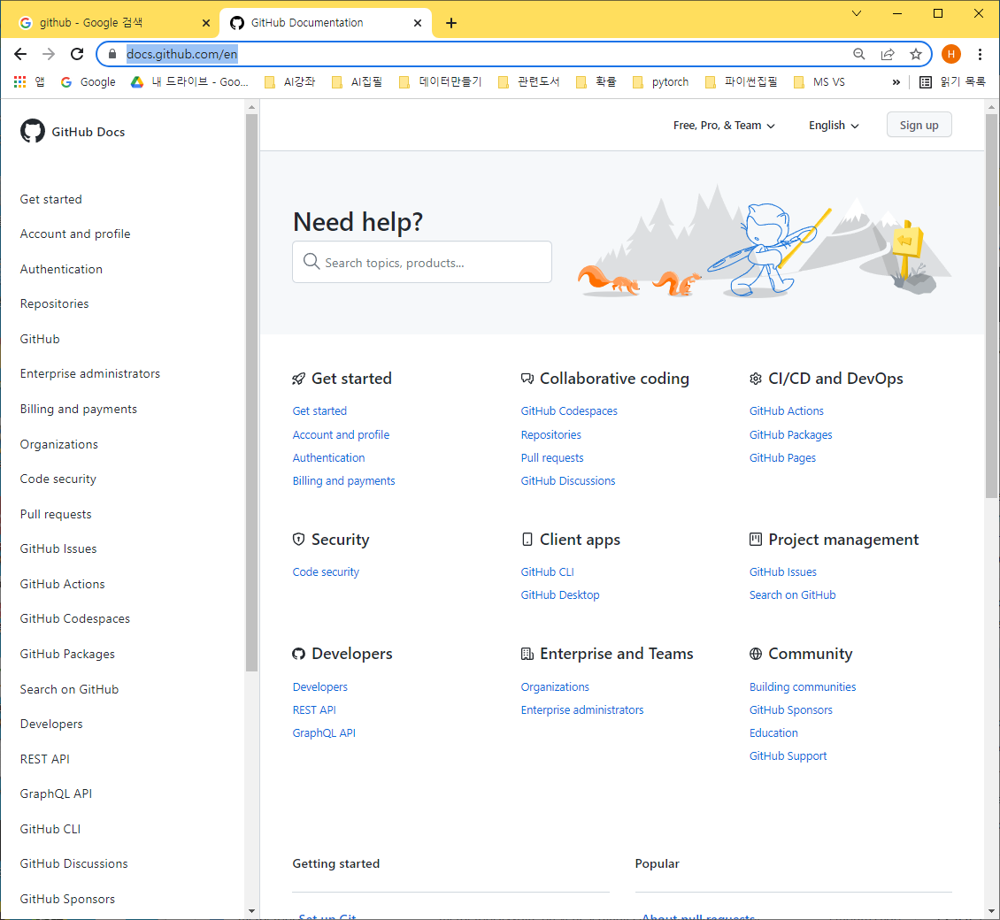 github - Google 검색
GitHub Documentation
docs.github.com/en
H
앱
Google
내 드라이브 - Goo...
AI강좌
AI집필
데이터만들기
관련도서
확률
pytorch
파이썬집필
MS VS
»
읽기 목록
GitHub Docs
Free, Pro, & Team
English
Sign up
Get started
Account and profile
Authentication
Repositories
GitHub
Enterprise administrators
Billing and payments
Organizations
Code security
Pull requests
GitHub Issues
GitHub Actions
GitHub Codespaces
GitHub Packages
Search on GitHub
Developers
REST API
GraphQL API
GitHub CLI
GitHub Discussions
GitHub Sponsors
Need help?
Search topics, products...
Get started
Get started
Account and profile
Authentication
Billing and payments
Collaborative coding
GitHub Codespaces
Repositories
Pull requests
GitHub Discussions
CI/CD and DevOps
GitHub Actions
GitHub Packages
GitHub Pages
Security
Code security
Client apps
GitHub CLI
GitHub Desktop
Project management
GitHub Issues
Search on GitHub
Developers
Developers
REST API
GraphQL API
Enterprise and Teams
Organizations
Enterprise administrators
Community
Building communities
GitHub Sponsors
Education
GitHub Support
Getting started
Set up Git
Popular
About pull requests